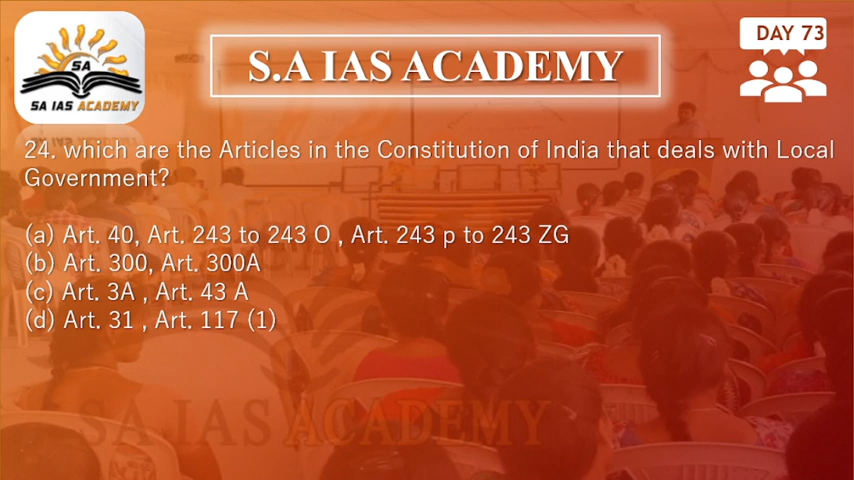 DAY 73
S.A IAS ACADEMY
SA
SA IAS ACADEMY
24. which are the Articles in the Constitution of India that deals with Local
Government?
(a) Art. 40, Art. 243 to 243 O , Art. 243 p to 243 ZG
(b) Art. 300, Art. 300A
(c) Art. 3A , Art. 43 A
(d) Art. 31 , Art. 117 (1)
SA IAS ACADEMY